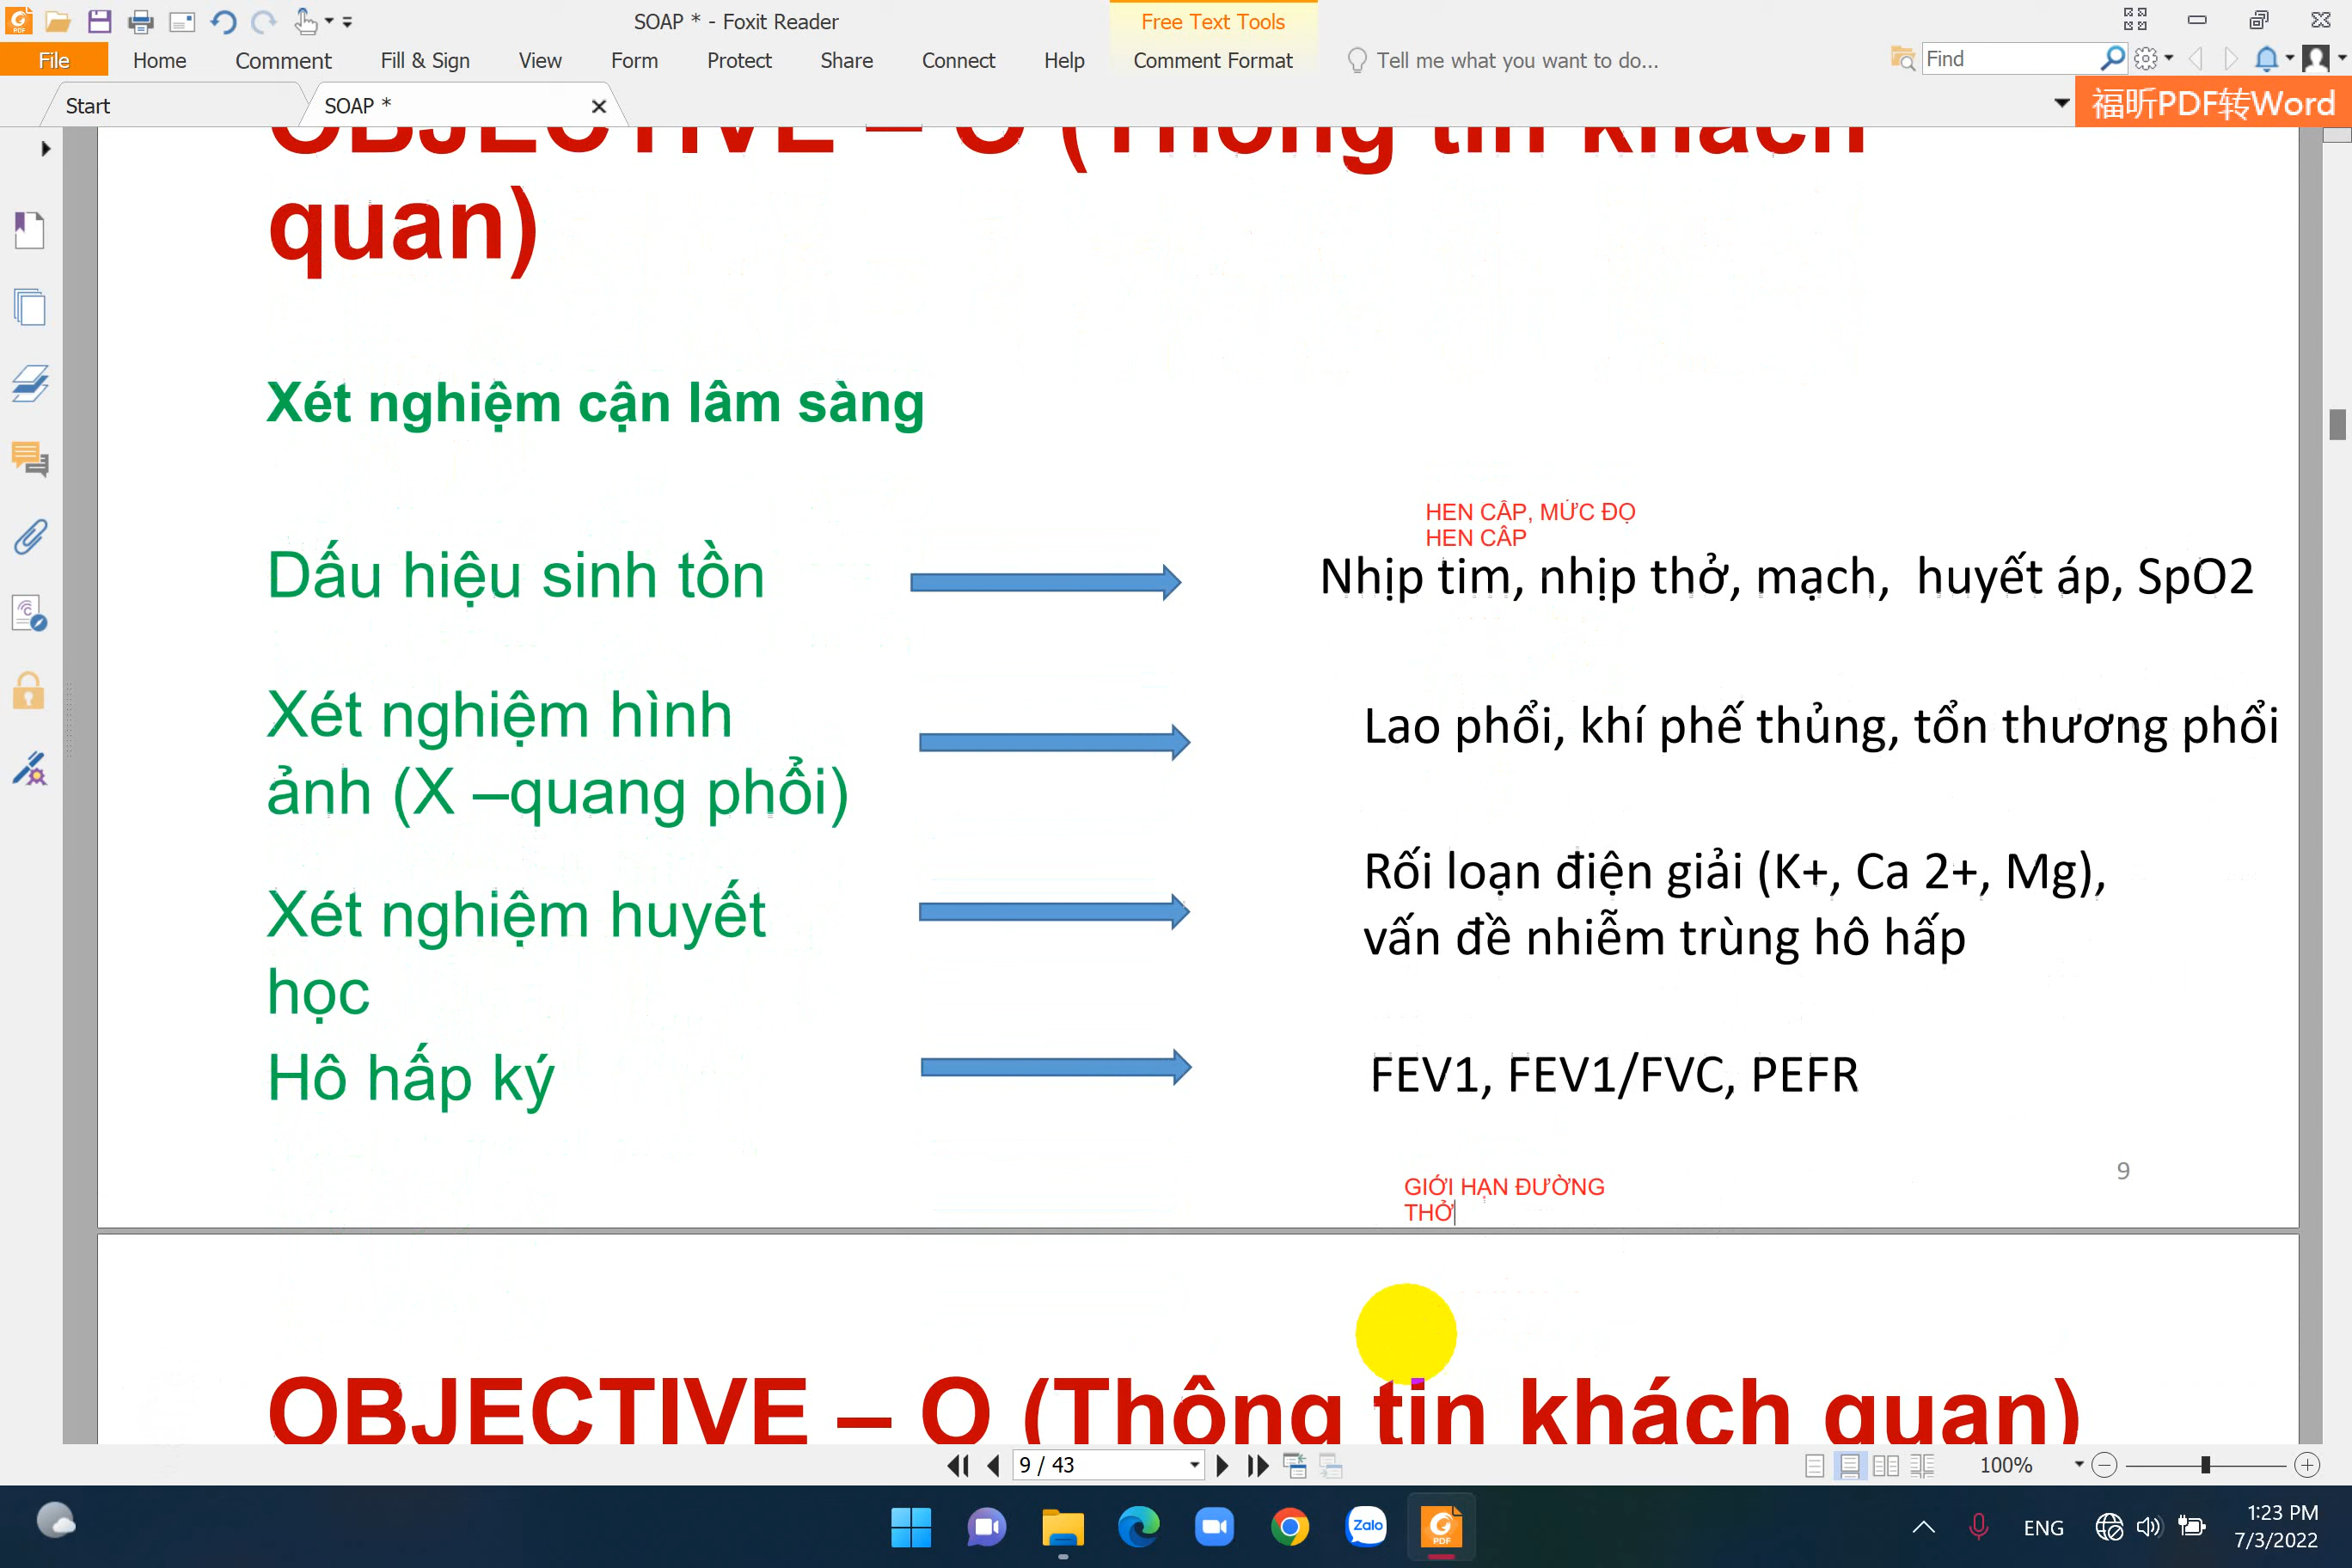 SOAP * - Foxit Reader
Free Text Tools
File
Home
Comment
Fill & Sign
View
Form
Protect
Share
Connect
Help
Comment Format
Tell me what you want to do...
Find
Start
SOAP *
福昕PDF转Word
OBJECTIVE – O (Thông tin khách
quan)
Xét nghiệm cận lâm sàng
HEN CẤP, MỨC ĐỘ
HEN CẤP
Dấu hiệu sinh tồn
Nhịp tim, nhịp thở, mạch, huyết áp, SpO2
Xét nghiệm hình
ảnh (X –quang phổi)
Lao phổi, khí phế thủng, tổn thương phổi
Xét nghiệm huyết
học
Rối loạn điện giải (K+, Ca 2+, Mg),
vấn đề nhiễm trùng hô hấp
Hô hấp ký
FEV1, FEV1/FVC, PEFR
9
GIỚI HẠN ĐƯỜNG
THỞ
OBJECTIVE – O (Thông tin khách quan)
9 / 43
100%
Zalo
PDF
ENG
1:23 PM
7/3/2022